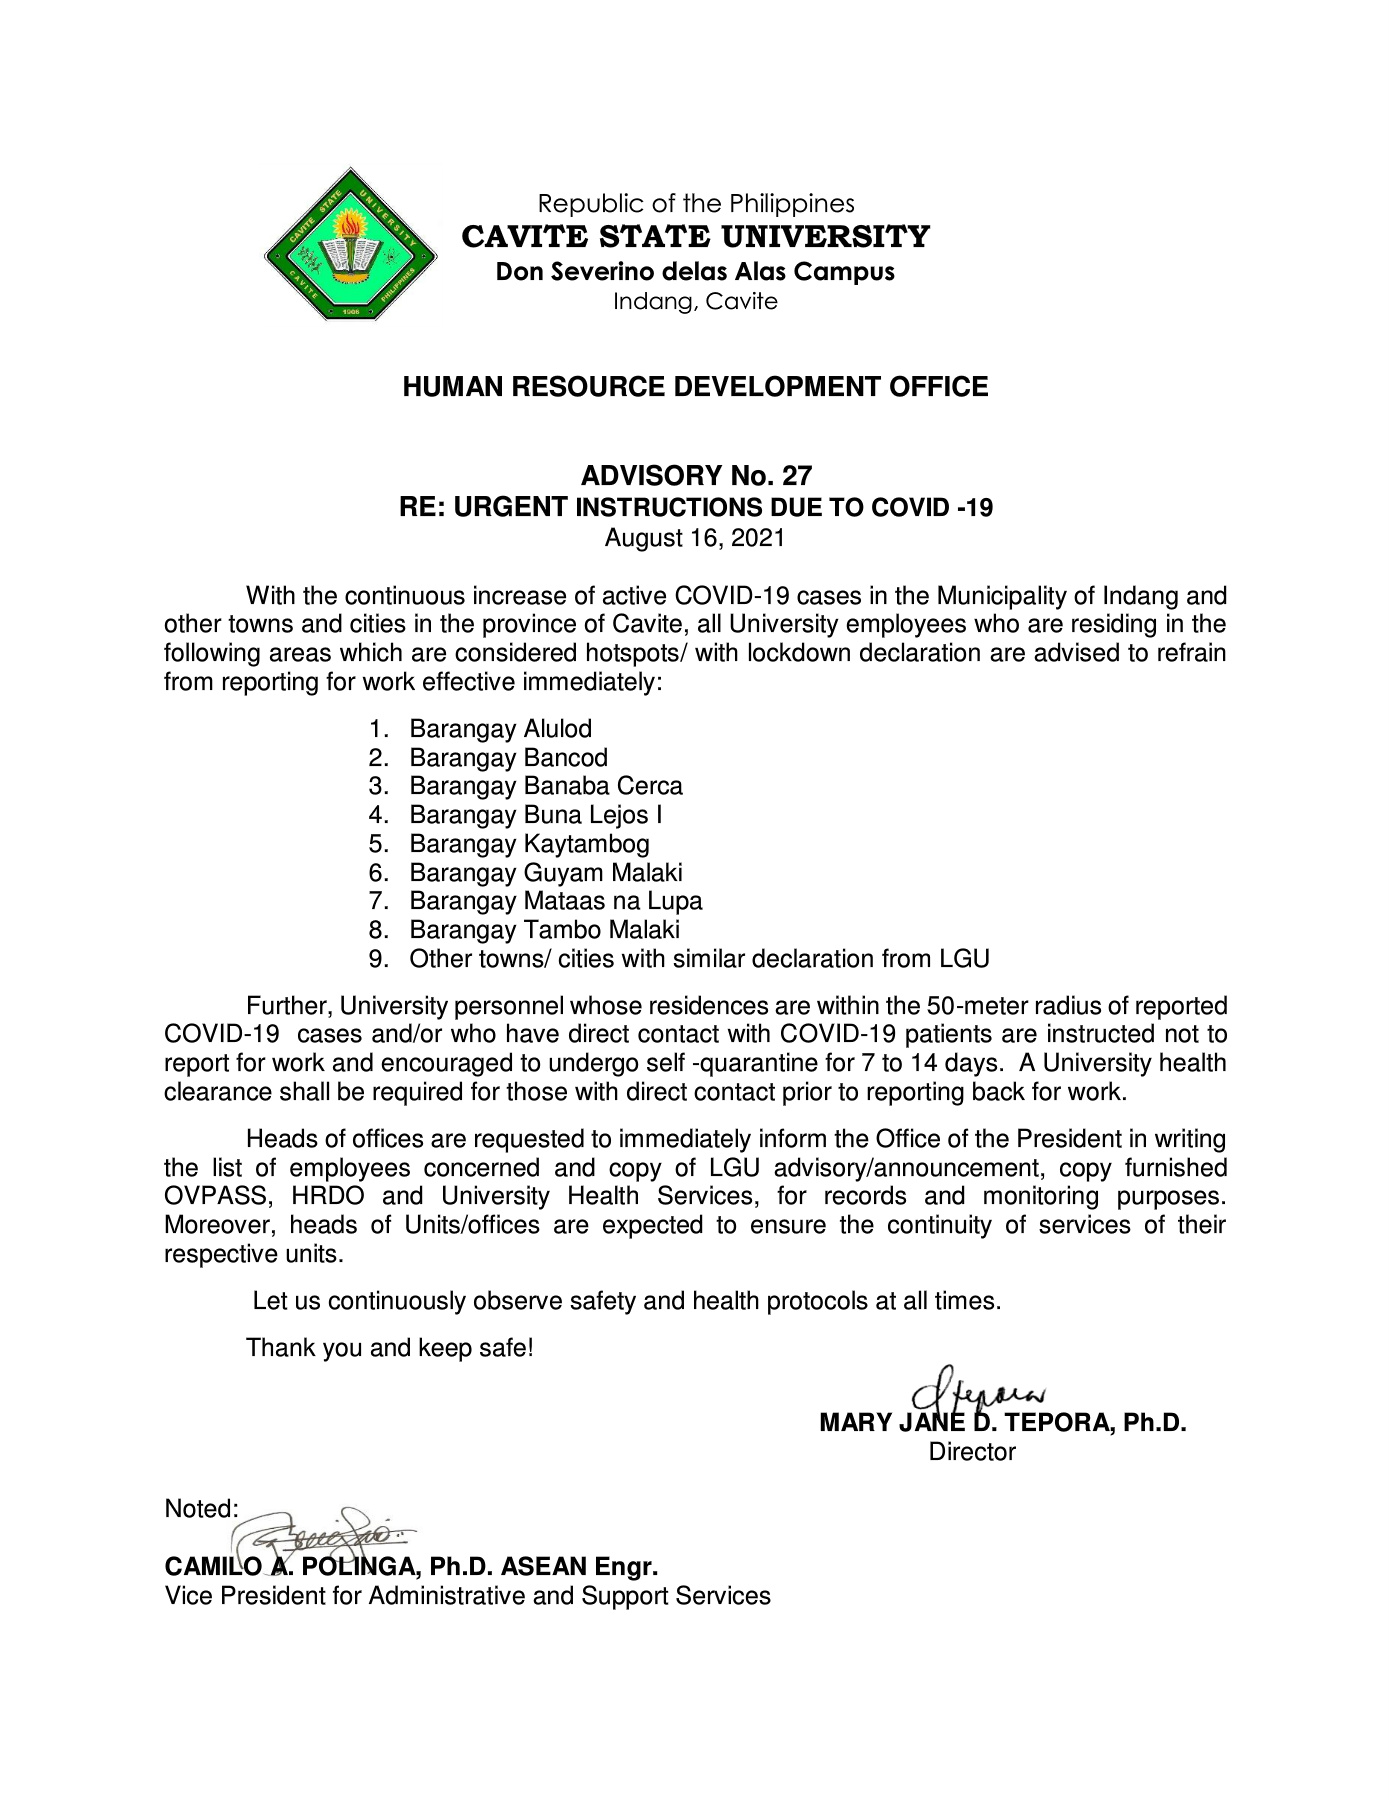 CAVITE STATE UNIVERSITY
CAVITE PHILIPPINES
1906
Republic of the Philippines
CAVITE STATE UNIVERSITY
Don Severino delas Alas Campus
Indang, Cavite
HUMAN RESOURCE DEVELOPMENT OFFICE
ADVISORY No. 27
RE: URGENT INSTRUCTIONS DUE TO COVID -19
August 16, 2021
With the continuous increase of active COVID-19 cases in the Municipality of Indang and
other towns and cities in the province of Cavite, all University employees who are residing in the
following areas which are considered hotspots/ with lockdown declaration are advised to refrain
from reporting for work effective immediately:
1. Barangay Alulod
2. Barangay Bancod
3. Barangay Banaba Cerca
4. Barangay Buna Lejos I
5. Barangay Kaytambog
6. Barangay Guyam Malaki
7. Barangay Mataas na Lupa
8. Barangay Tambo Malaki
9. Other towns/ cities with similar declaration from LGU
Further, University personnel whose residences are within the 50-meter radius of reported
COVID-19 cases and/or who have direct contact with COVID-19 patients are instructed not to
report for work and encouraged to undergo self -quarantine for 7 to 14 days. A University health
clearance shall be required for those with direct contact prior to reporting back for work.
Heads of offices are requested to immediately inform the Office of the President in writing
the list of employees concerned and copy of LGU advisory/announcement, copy furnished
OVPASS, HRDO and University Health Services, for records and monitoring purposes.
Moreover, heads of Units/offices are expected to ensure the continuity of services of their
respective units.
Let us continuously observe safety and health protocols at all times.
Thank you and keep safe!
MARY JANE D. TEPORA, Ph.D.
Director
Noted:
CAMILO A. POLINGA, Ph.D. ASEAN Engr.
Vice President for Administrative and Support Services